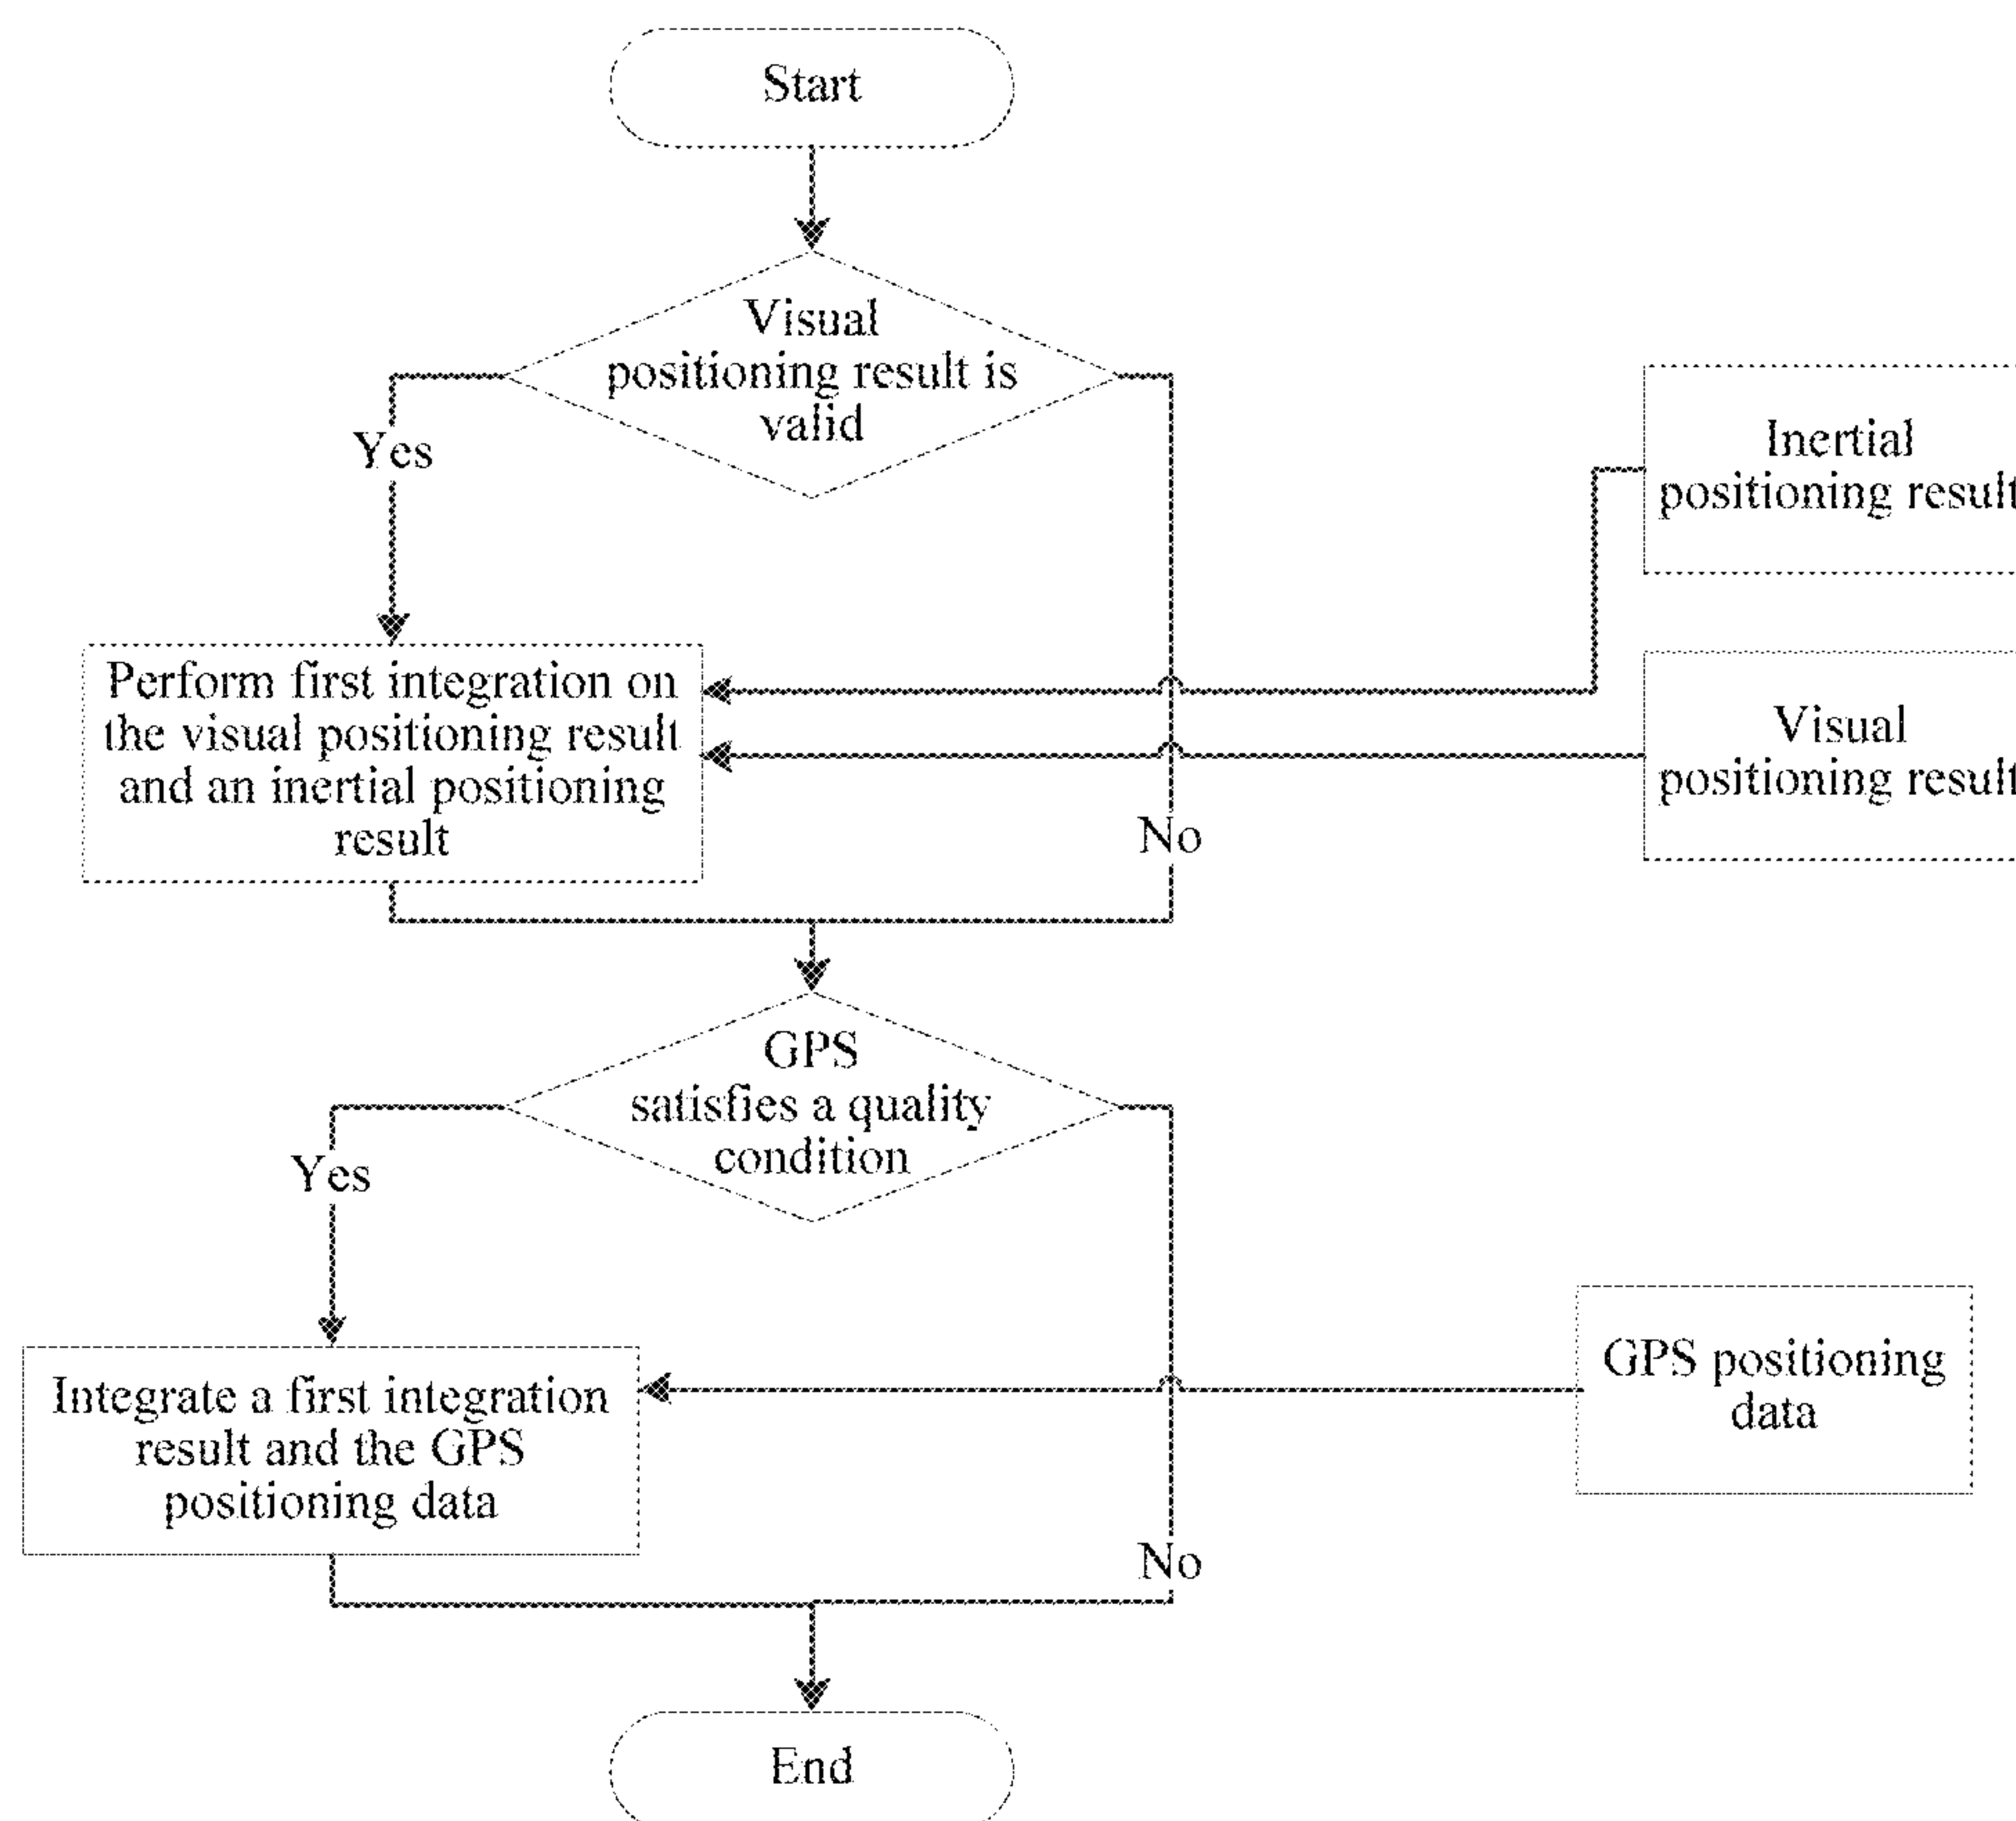 Start
Visual
positioning result is
valid
Yes
Inertial
positioning result
Perform first integration on
the visual positioning result
and an inertial positioning
result
Visual
positioning result
No
GPS
satisfies a quality
condition
Yes
Integrate a first integration
result and the GPS
positioning data
GPS positioning
data
No
End